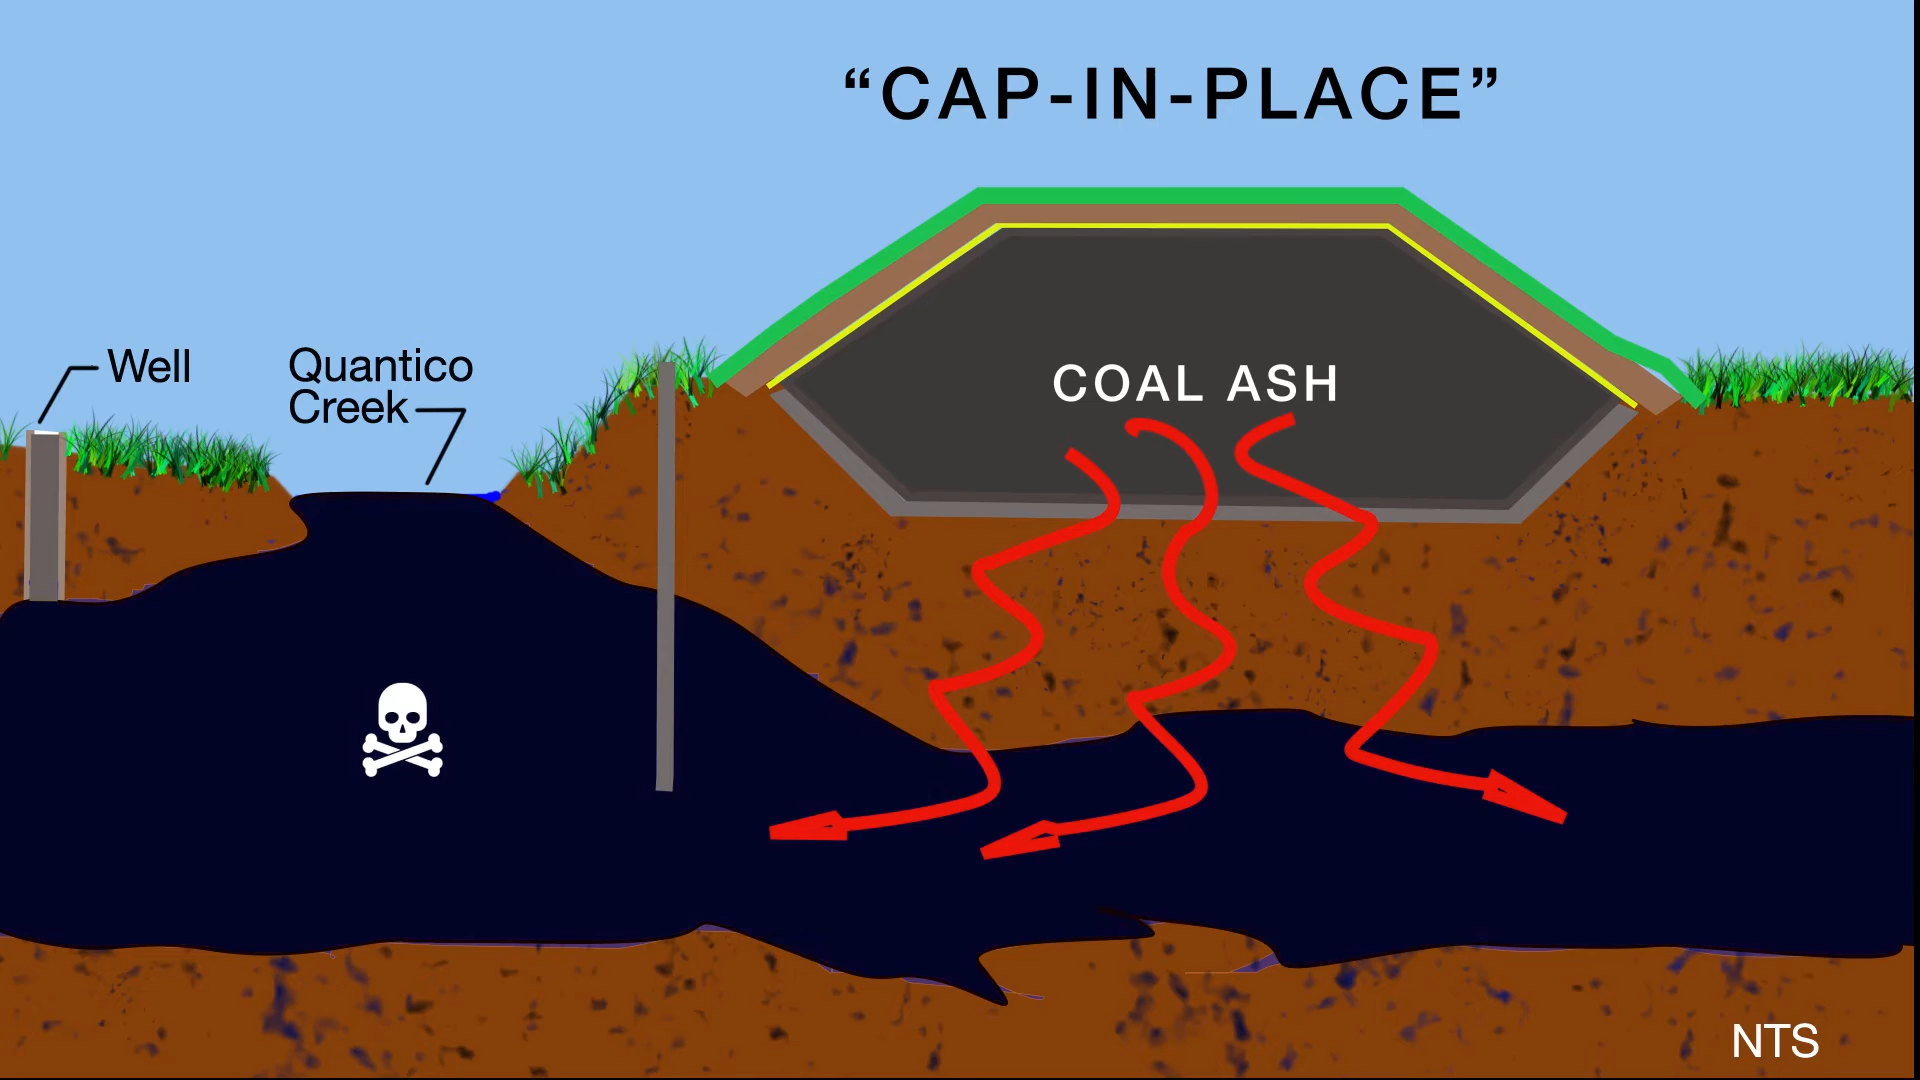 “CAP-IN-PLACE”
Well
Quantico
Creek
COAL ASH
NTS